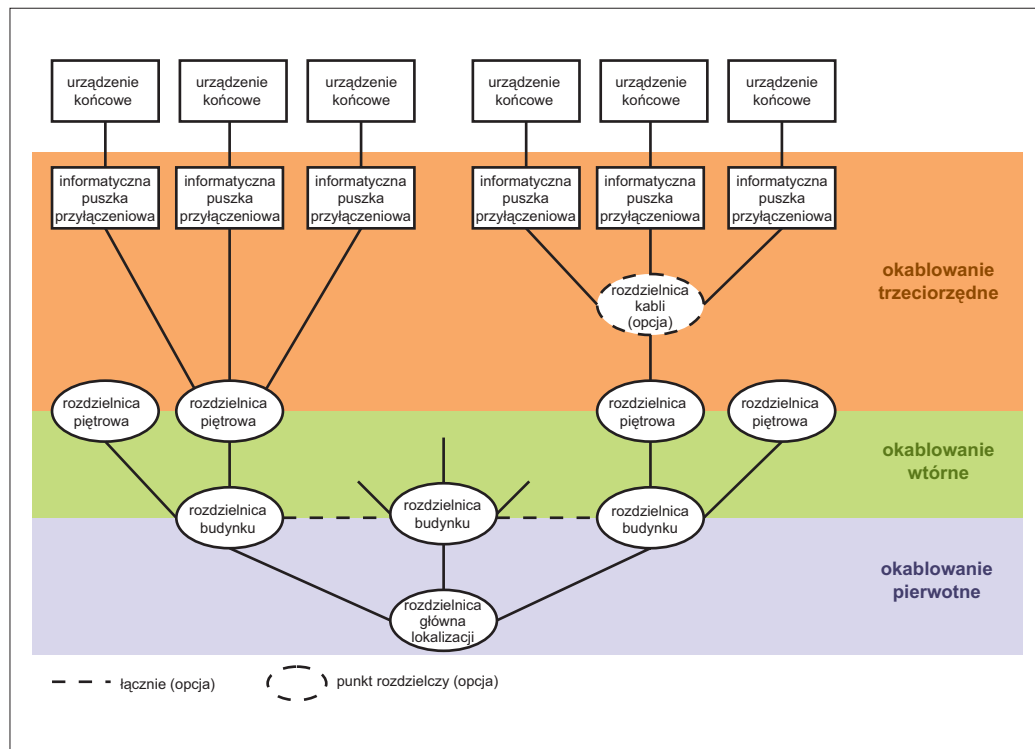 urządzenie
końcowe
urządzenie
końcowe
urządzenie
końcowe
urządzenie
końcowe
urządzenie
końcowe
urządzenie
końcowe
informatyczna
puszka
przyłączeniowa
informatyczna
puszka
przyłączeniowa
informatyczna
puszka
przyłączeniowa
informatyczna
puszka
przyłączeniowa
informatyczna
puszka
przyłączeniowa
informatyczna
puszka
przyłączeniowa
okablowanie
trzeciorzędne
rozdzielnica
kabli
(opcja)
rozdzielnica
piętrowa
rozdzielnica
piętrowa
rozdzielnica
piętrowa
rozdzielnica
piętrowa
okablowanie
wtórne
rozdzielnica
budynku
rozdzielnica
budynku
rozdzielnica
budynku
okablowanie
pierwotne
rozdzielnica
główna
lokalizacji
łącznie (opcja)
punkt rozdzielczy (opcja)